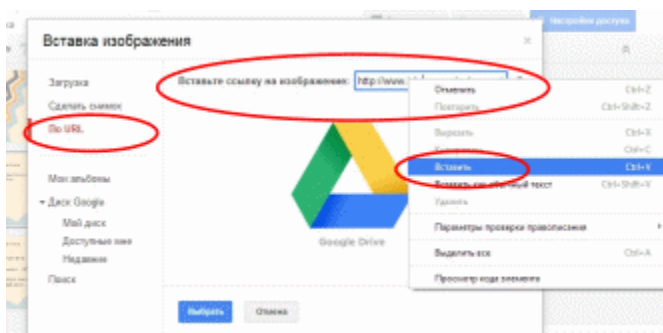 Настройки доступа
Вставка изображения
Загрузка
Сделать снимок
По URL
Мои альбомы
Диск Google
Мой диск
Доступные мне
Недавние
Поиск
Вставьте ссылку на изображение: http://www.
Google Drive
Выбрать Отмена
Отменить Ctrl+Z
Повторить Ctrl+Shift+Z
Вырезать Ctrl+X
Копировать Ctrl+C
Вставить Ctrl+V
Вставить как обычный текст Ctrl+Shift+V
Удалить
Параметры проверки правописания
Выделить все Ctrl+A
Просмотр кода элемента